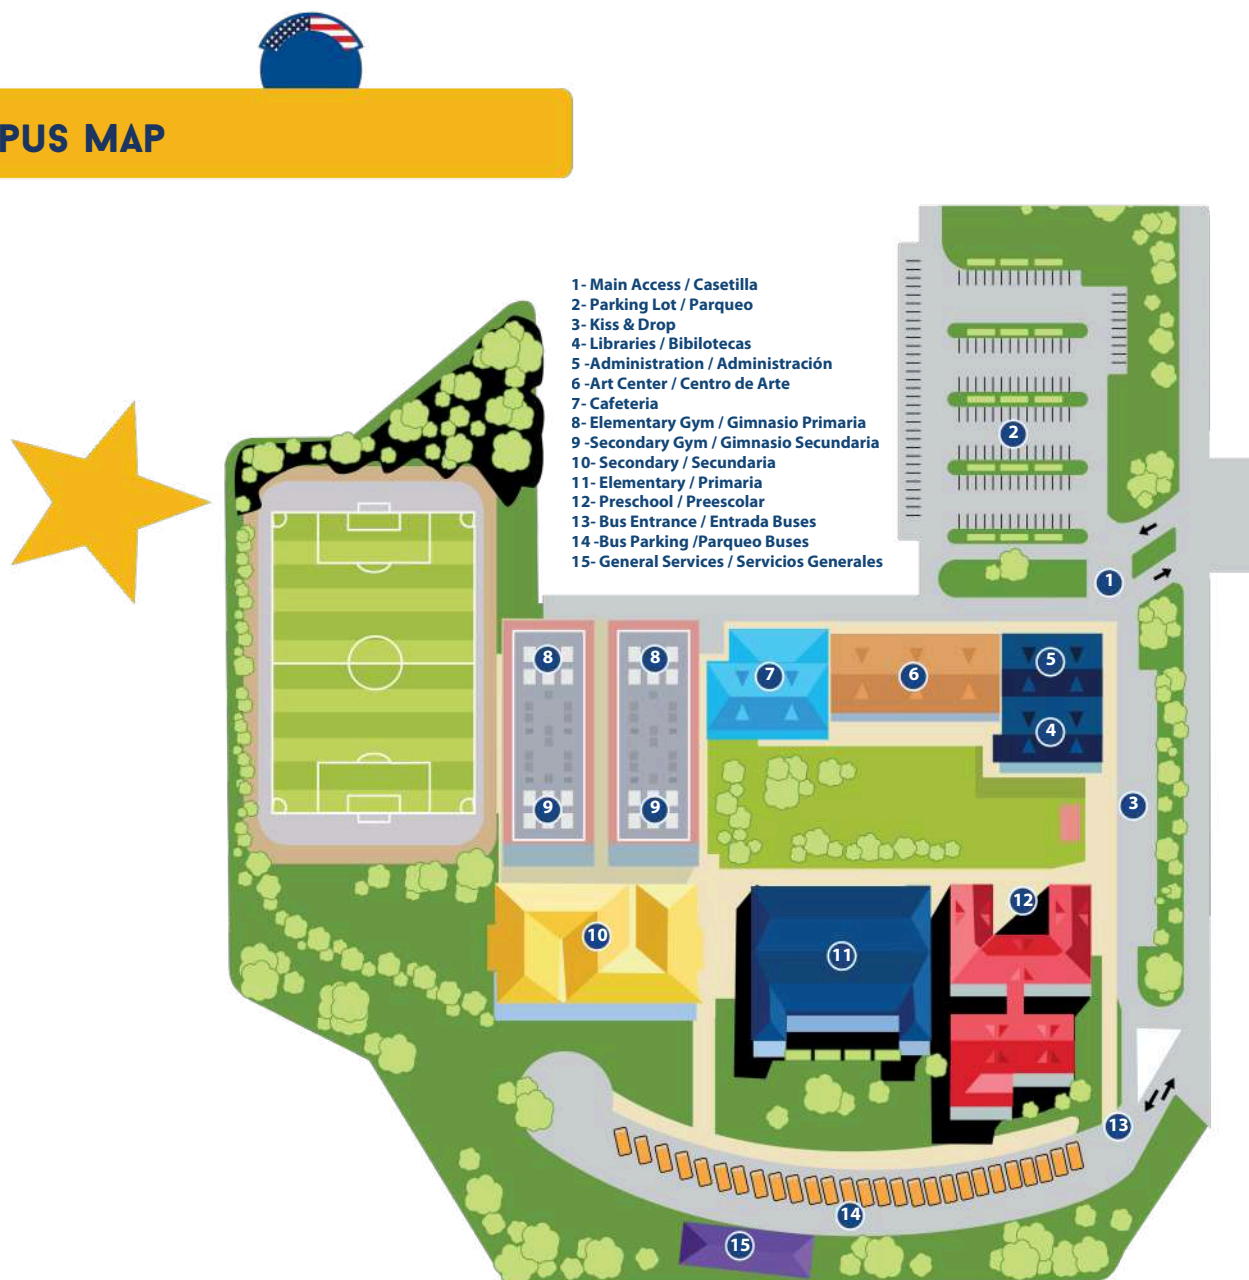 PUS MAP
1- Main Access / Casetilla
2- Parking Lot / Parqueo
3- Kiss & Drop
4- Libraries / Bibilotecas
5 -Administration / Administración
6 -Art Center / Centro de Arte
7- Cafeteria
8- Elementary Gym / Gimnasio Primaria
9 -Secondary Gym / Gimnasio Secundaria
10- Secondary / Secundaria
11- Elementary / Primaria
12- Preschool / Preescolar
13- Bus Entrance / Entrada Buses
14 -Bus Parking /Parqueo Buses
15- General Services / Servicios Generales
2
1
8 8 7 6 5
4
9 9 3
10 11 12
13
14
15